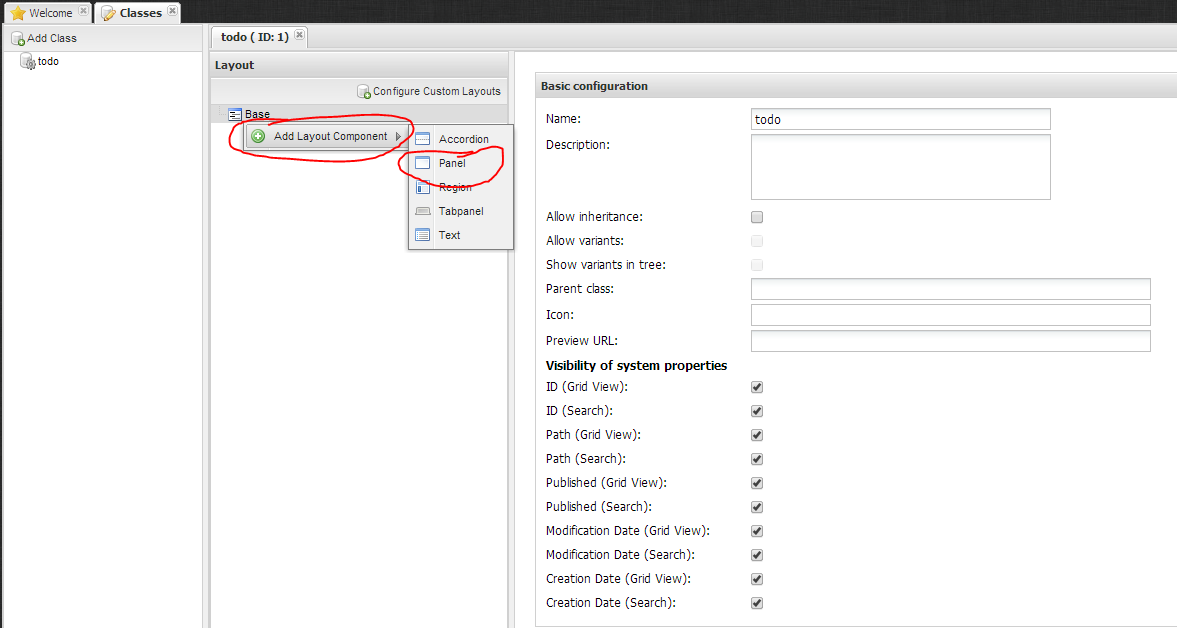 Welcome
Classes
Add Class
todo
todo ( ID: 1)
Layout
Configure Custom Layouts
Base
Add Layout Component
Accordion
Panel
Region
Tabpanel
Text
Basic configuration
Name: todo
Description:
Allow inheritance:
Allow variants:
Show variants in tree:
Parent class:
Icon:
Preview URL:
Visibility of system properties
ID (Grid View):
ID (Search):
Path (Grid View):
Path (Search):
Published (Grid View):
Published (Search):
Modification Date (Grid View):
Modification Date (Search):
Creation Date (Grid View):
Creation Date (Search):